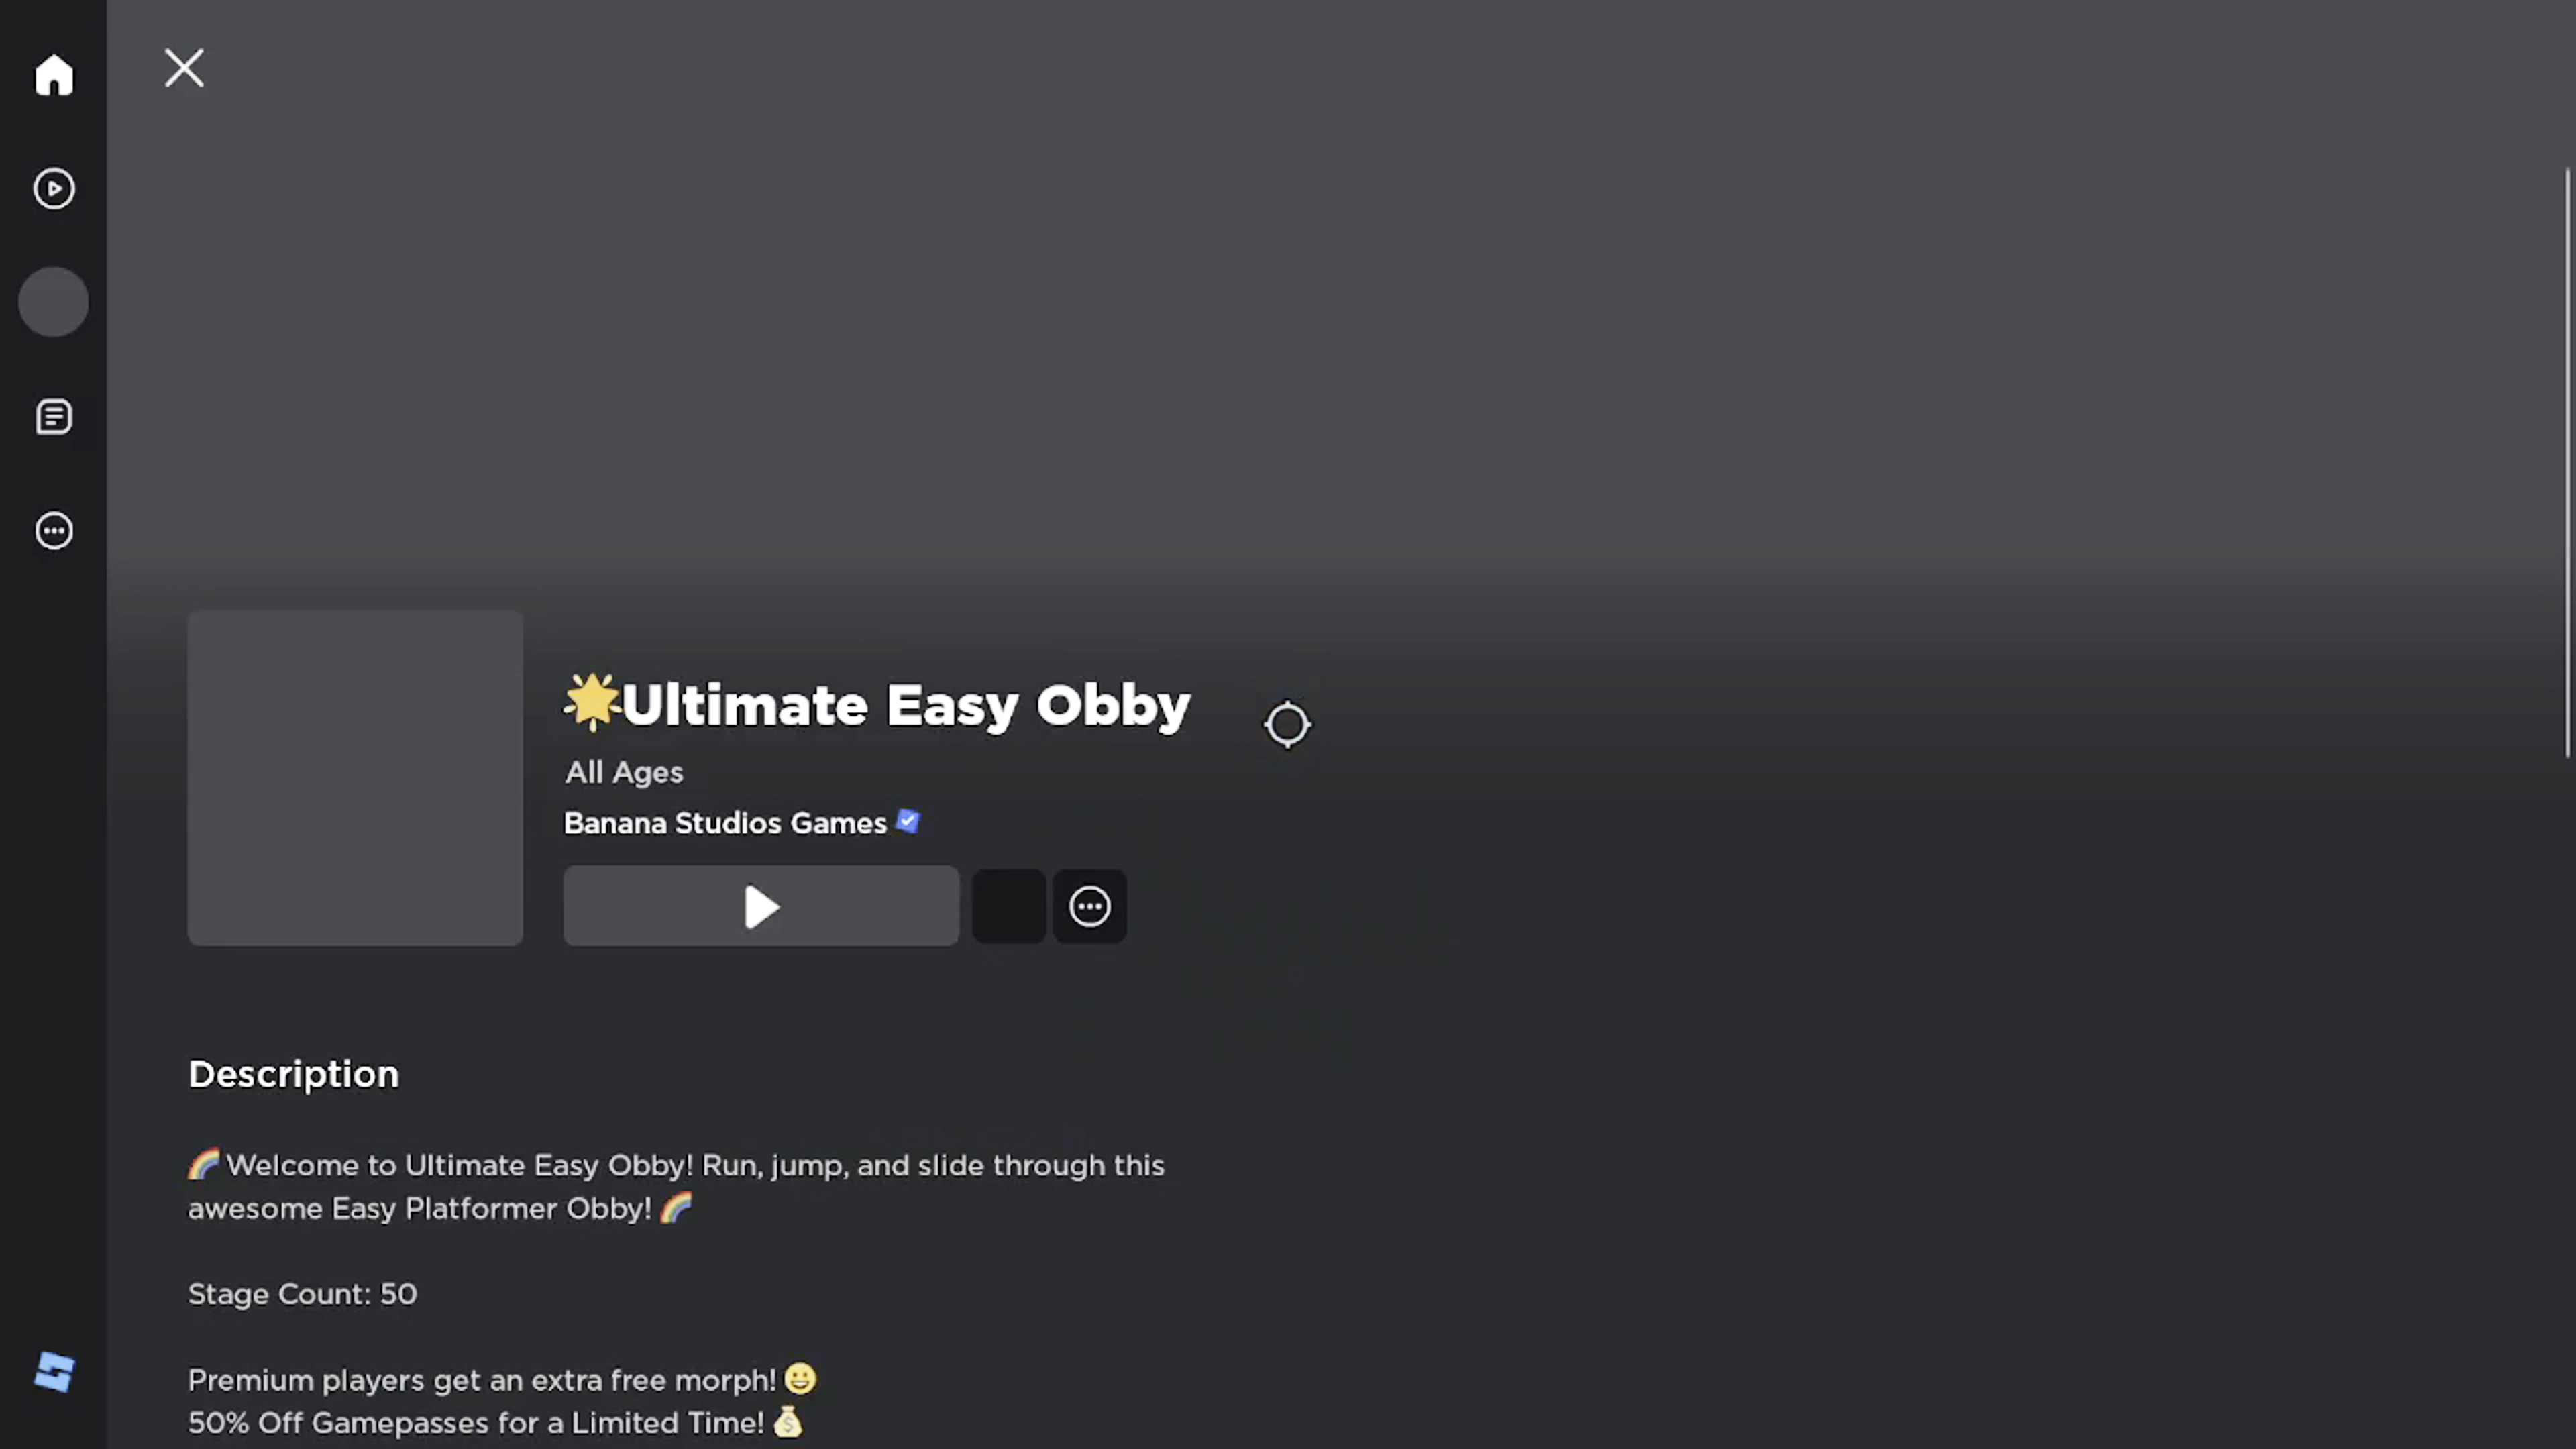 🌟Ultimate Easy Obby
All Ages
Banana Studios Games
Description
🌈Welcome to Ultimate Easy Obby! Run, jump, and slide through this
awesome Easy Platformer Obby!🌈
Stage Count: 50
Premium players get an extra free morph!😀
50% Off Gamepasses for a Limited Time!💰